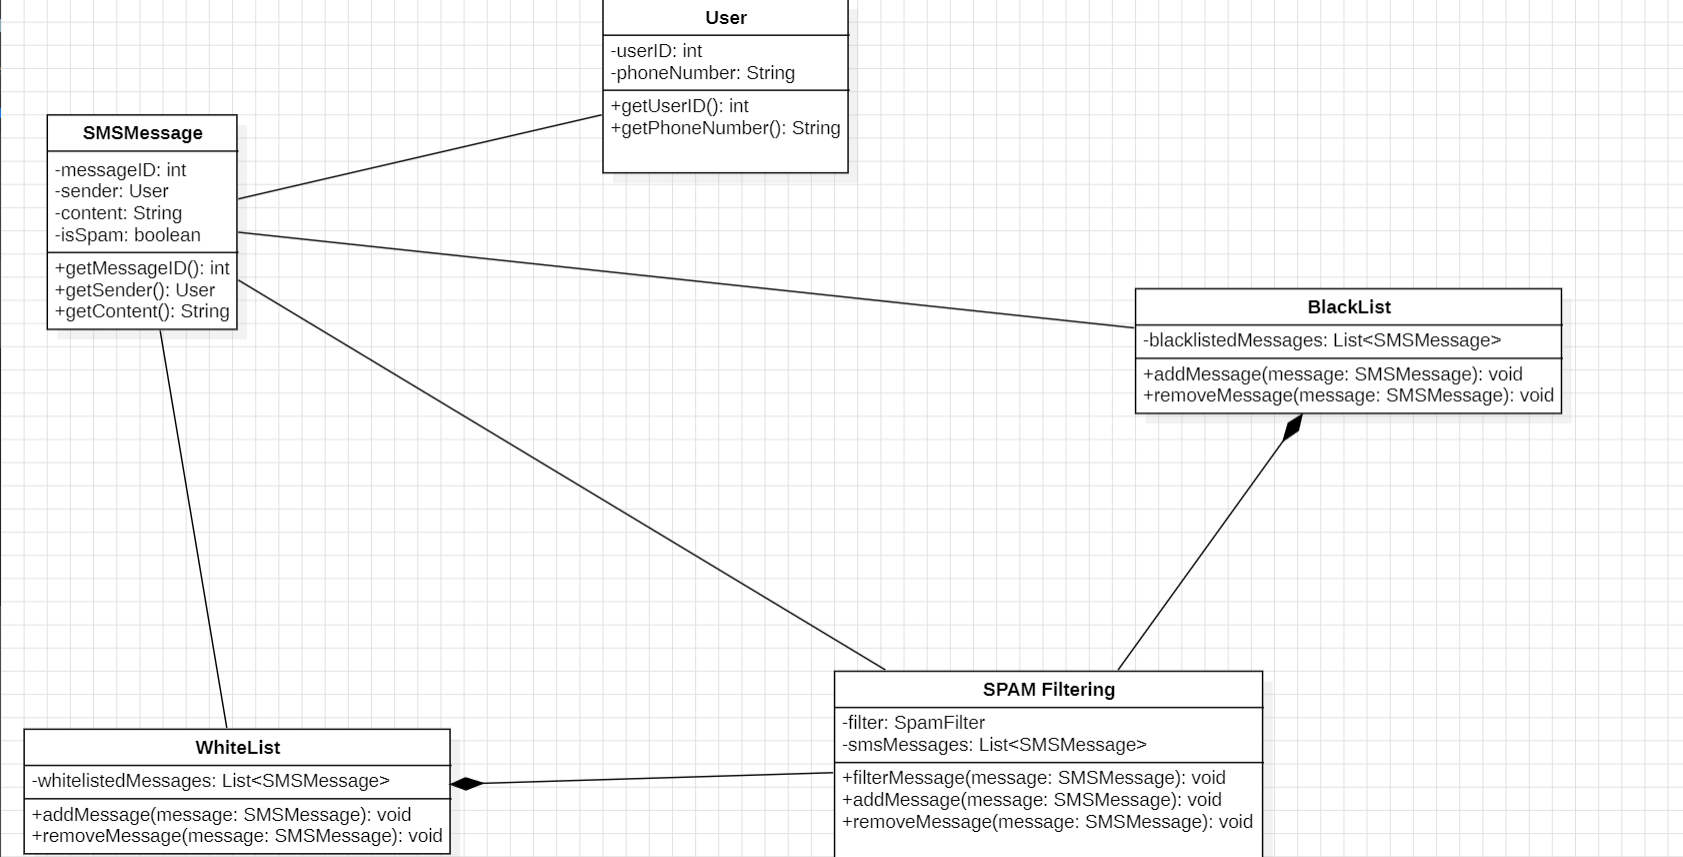 User
-userID: int
-phoneNumber: String
+getUserID(): int
+getPhoneNumber(): String
SMSMessage
-messageID: int
-sender: User
-content: String
-isSpam: boolean
+getMessageID(): int
+getSender(): User
+getContent(): String
BlackList
-blacklistedMessages: List<SMSMessage>
+addMessage(message: SMSMessage): void
+removeMessage(message: SMSMessage): void
WhiteList
-whitelistedMessages: List<SMSMessage>
+addMessage(message: SMSMessage): void
+removeMessage(message: SMSMessage): void
SPAM Filtering
-filter: SpamFilter
-smsMessages: List<SMSMessage>
+filterMessage(message: SMSMessage): void
+addMessage(message: SMSMessage): void
+removeMessage(message: SMSMessage): void